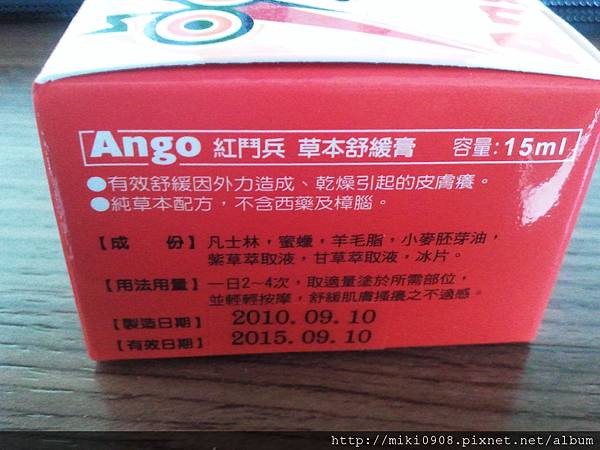 Ango 紅鬥兵 草本舒緩膏 容量:15ml
●有效舒緩因外力造成、乾燥引起的皮膚癢。
●純草本配方，不含西藥及樟腦。
【成 份】凡士林，蜜蠟，羊毛脂，小麥胚芽油，
紫草萃取液，甘草萃取液，冰片。
【用法用量】一日2~4次，取適量塗於所需部位，
並輕輕按摩，舒緩肌膚搔癢之不適感。
【製造日期】2010.09.10
【有效日期】2015.09.10
http://miki0908.pixnet.net/album